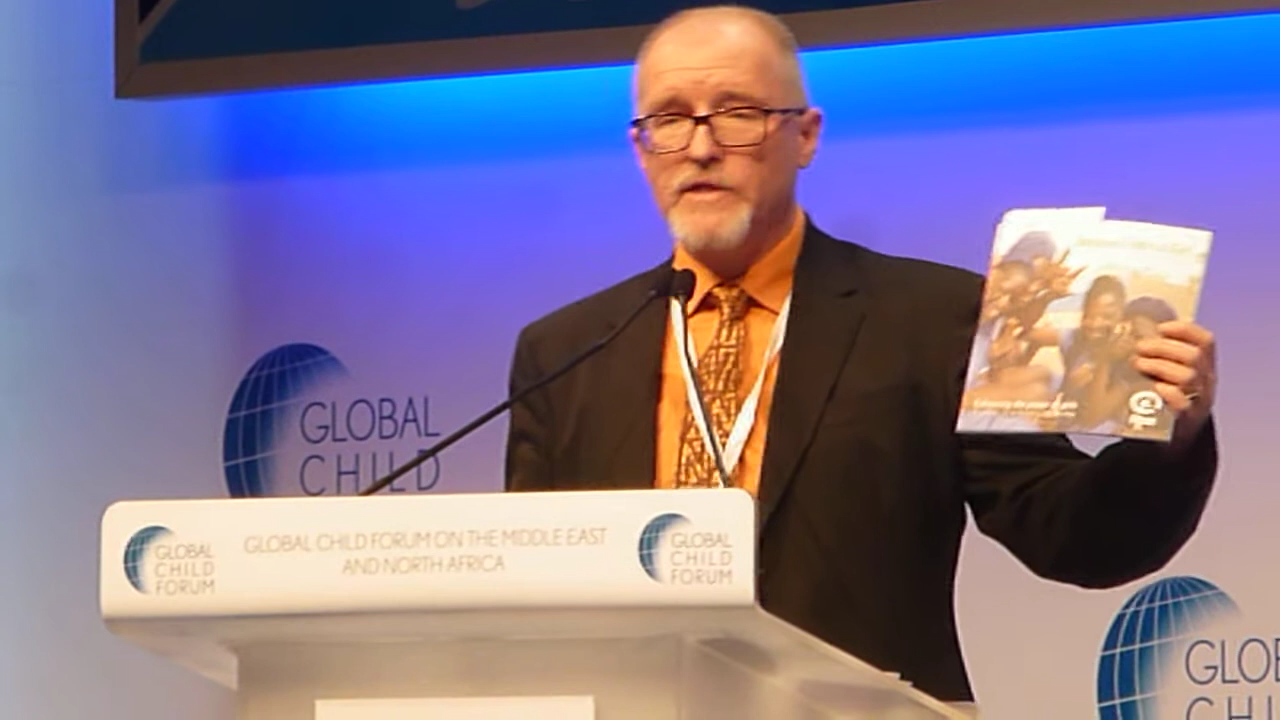 GLOBAL
CHILD
GLOBAL
CHILD
FORUM
GLOBAL CHILD FORUM ON THE MIDDLE EAST
AND NORTH AFRICA
GLOBAL
CHILD
FORUM
GLOB
CHI